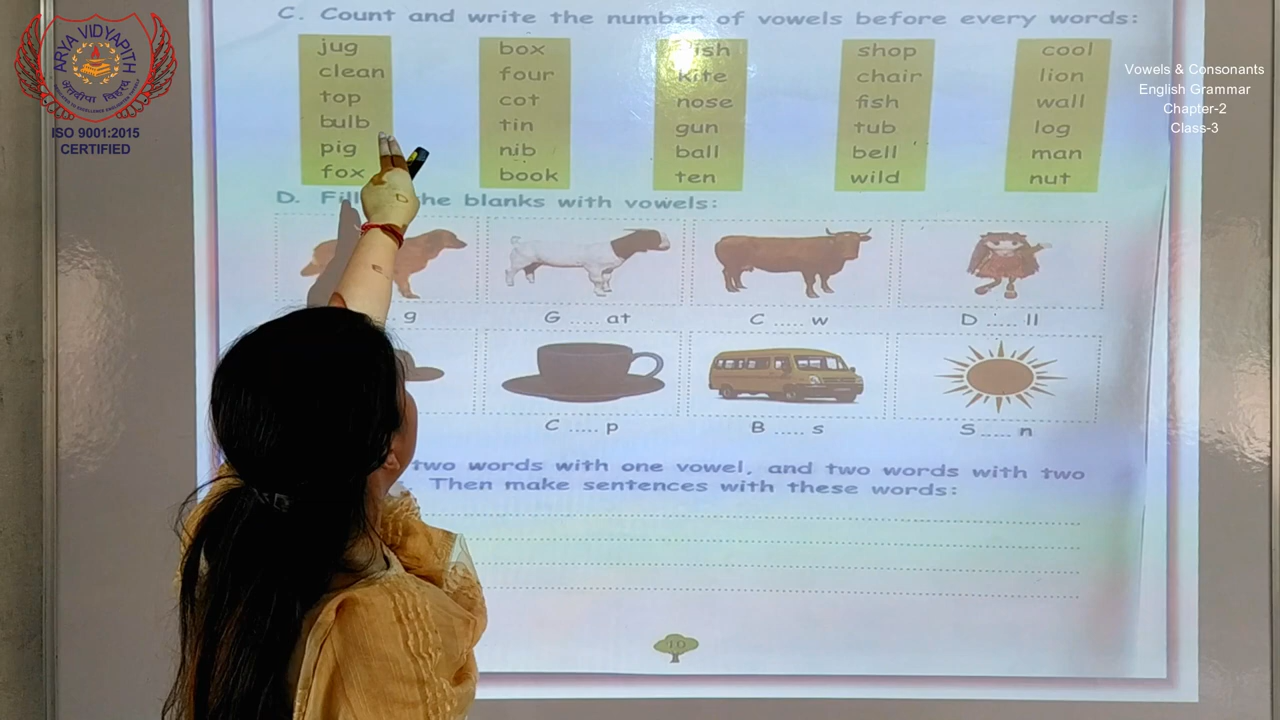 ARYA VIDYAPITH
ISO 9001:2015
CERTIFIED
Vowels & Consonants
English Grammar
Chapter-2
Class-3
C. Count and write the number of vowels before every words:
jug
clean
top
bulb
pig
fox
box
four
cot
tin
nib
book
ish
kite
nose
gun
ball
ten
shop
chair
fish
tub
bell
wild
cool
lion
wall
log
man
nut
D. Fill the blanks with vowels:
g
G ..... at
C ..... w
D ..... ll
C ..... p
B ..... s
S ..... n
two words with one vowel, and two words with two
Then make sentences with these words:
10